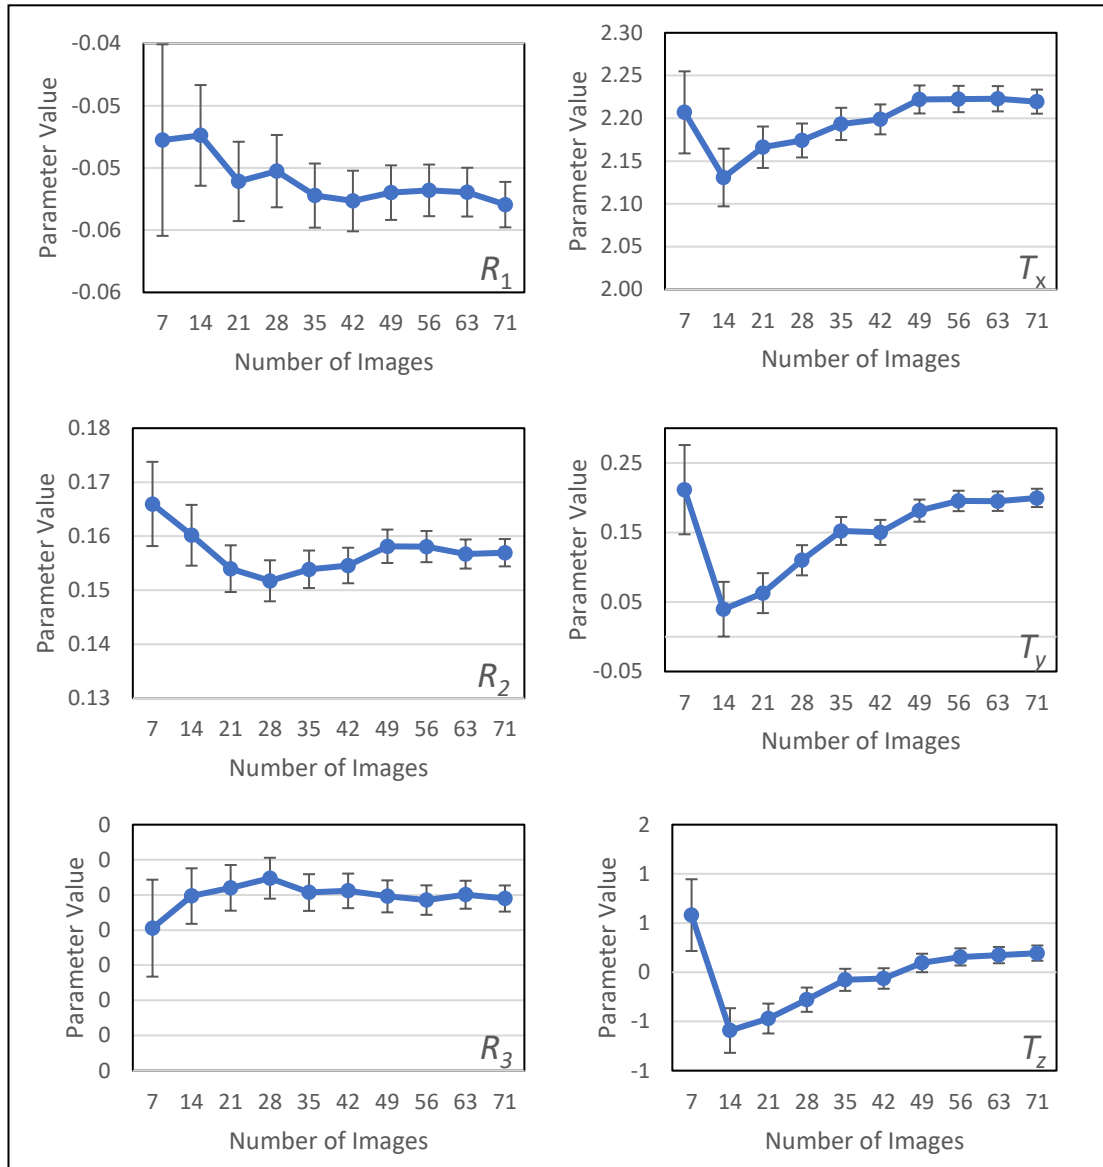 -0.04
-0.05
-0.05
-0.06
-0.06
Parameter Value
R1
7 14 21 28 35 42 49 56 63 71
Number of Images
2.30
2.25
2.20
2.15
2.10
2.05
2.00
Parameter Value
Tx
7 14 21 28 35 42 49 56 63 71
Number of Images
0.18
0.17
0.16
0.15
0.14
0.13
Parameter Value
R2
7 14 21 28 35 42 49 56 63 71
Number of Images
0.25
0.15
0.05
-0.05
Parameter Value
Ty
7 14 21 28 35 42 49 56 63 71
Number of Images
0
0
0
0
0
0
0
0
Parameter Value
R3
7 14 21 28 35 42 49 56 63 71
Number of Images
2
1
1
0
-1
-1
Parameter Value
Tz
7 14 21 28 35 42 49 56 63 71
Number of Images